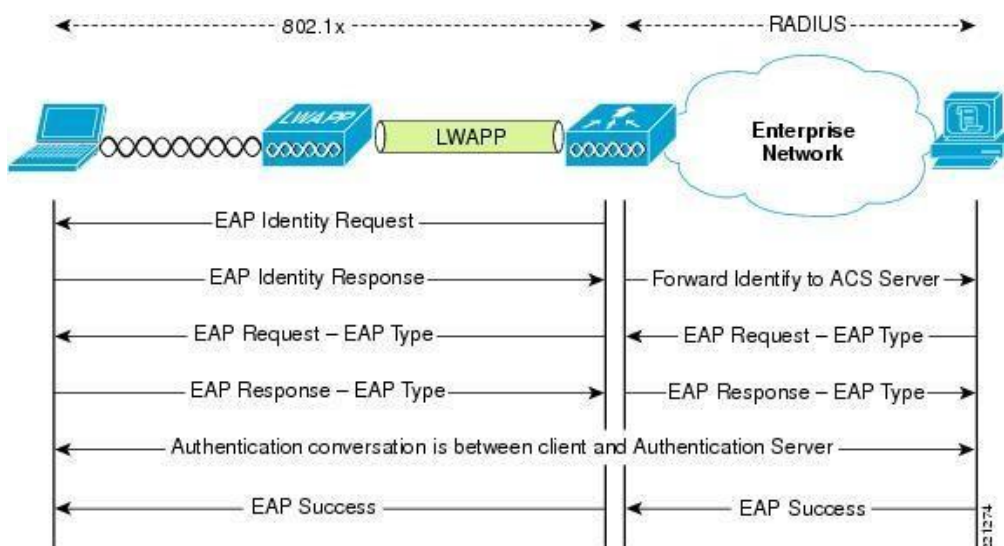 802.1x
RADIUS
LWAPP
LWAPP
Enterprise
Network
EAP Identity Request
EAP Identity Response
Forward Identify to ACS Server
EAP Request – EAP Type
EAP Request – EAP Type
EAP Response – EAP Type
EAP Response – EAP Type
Authentication conversation is between client and Authentication Server
EAP Success
EAP Success